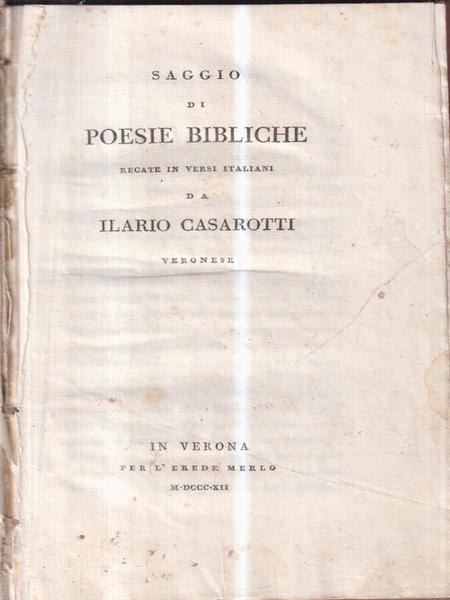 SAGGIO
DI
POESIE BIBLICHE
RECATE IN VERSI ITALIANI
DA
ILARIO CASAROTTI
VERONESE
IN VERONA
PER L'EREDE MERLO
M·DCCC·XII